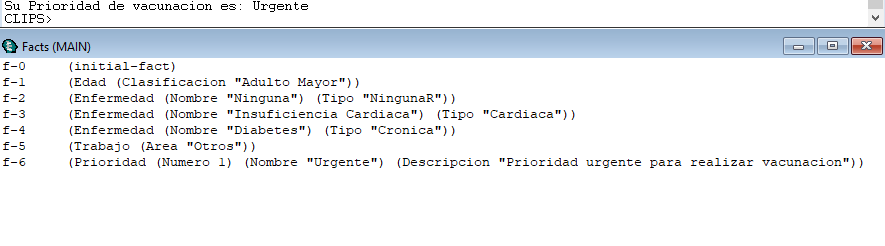 Su Prioridad de vacunacion es: Urgente
CLIPS>
Facts (MAIN)
f-0 (initial-fact)
f-1 (Edad (Clasificacion "Adulto Mayor"))
f-2 (Enfermedad (Nombre "Ninguna") (Tipo "NingunaR"))
f-3 (Enfermedad (Nombre "Insuficiencia Cardiaca") (Tipo "Cardiaca"))
f-4 (Enfermedad (Nombre "Diabetes") (Tipo "Cronica"))
f-5 (Trabajo (Area "Otros"))
f-6 (Prioridad (Numero 1) (Nombre "Urgente") (Descripcion "Prioridad urgente para realizar vacunacion"))